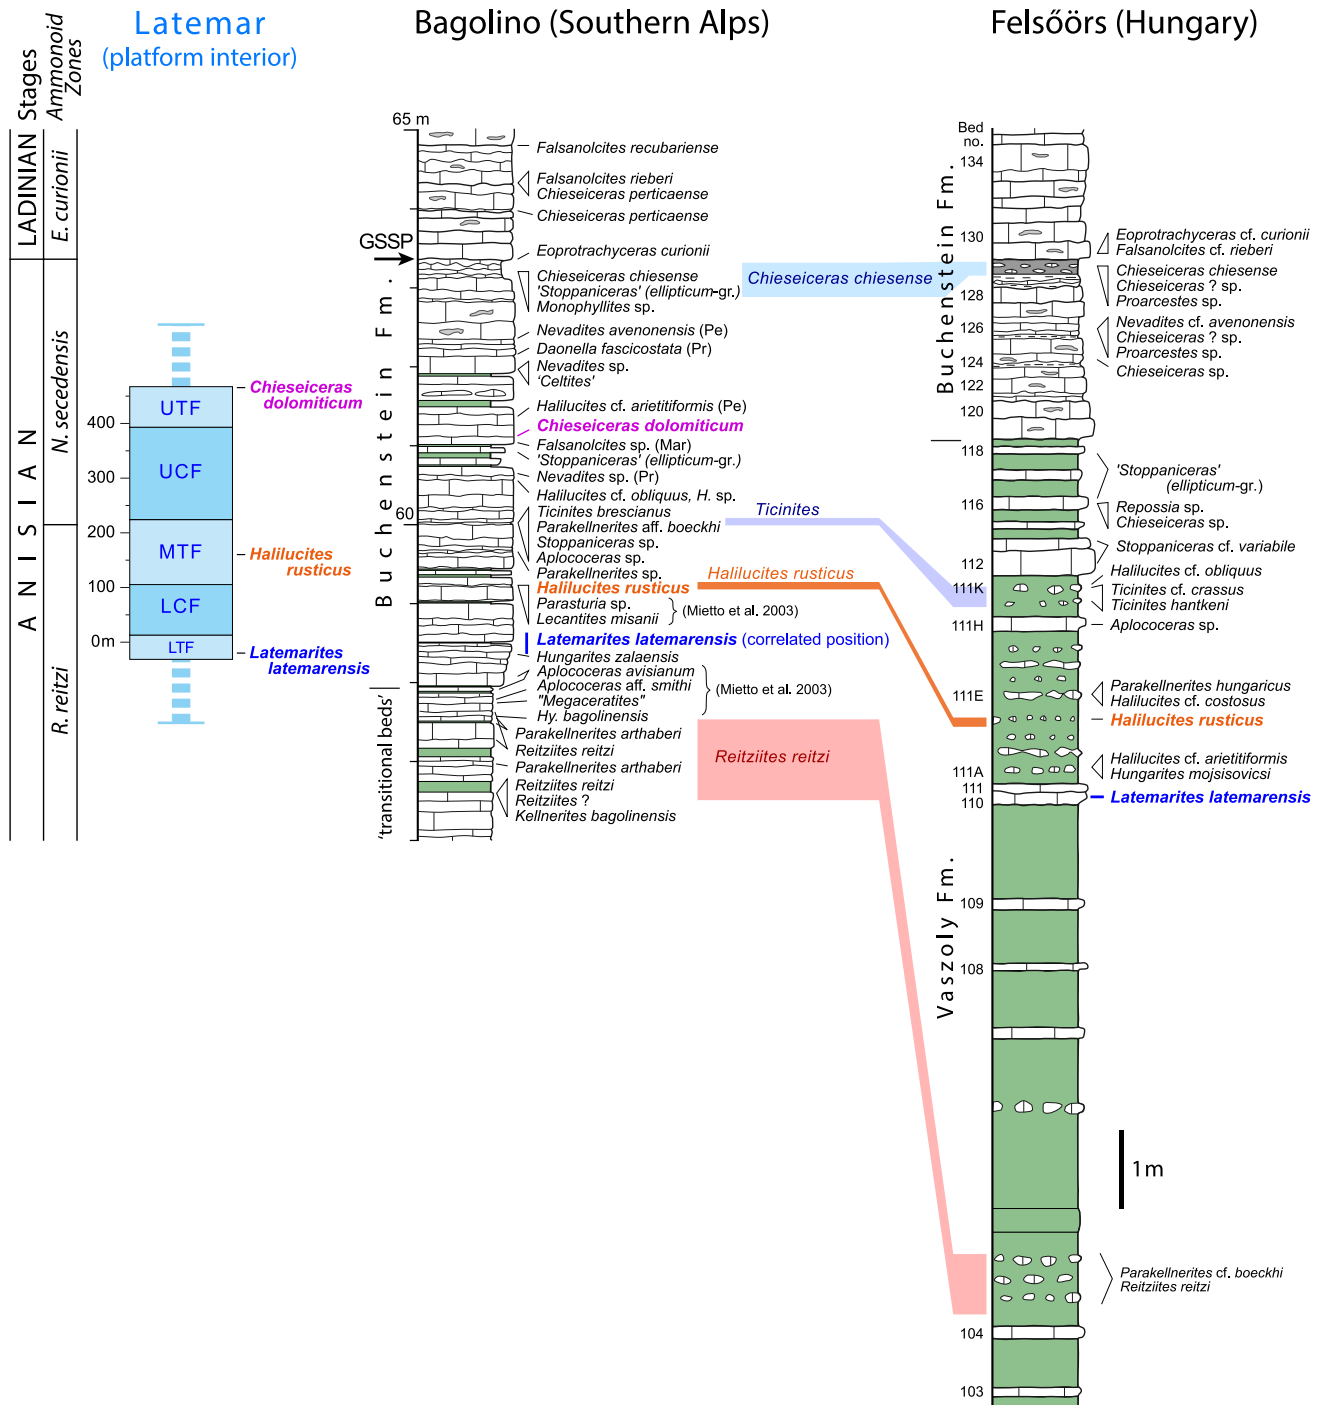 Latemar
(platform interior)
Bagolino (Southern Alps)
Felsőörs (Hungary)
Stages
Ammonoid
Zones
LADINIAN
E. curionii
ANISIAN
N. secedensis
R. reitzi
400
300
200
100
0m
UTF
UCF
MTF
LCF
LTF
Chieseiceras
dolomiticum
Halilucites
rusticus
Latemarites
latemarensis
65 m
GSSP
60
Buchenstein Fm.
'transitional beds'
Falsanolcites recubariense
Falsanolcites rieberi
Chieseiceras perticaense
Chieseiceras perticaense
Eoprotrachyceras curionii
Chieseiceras chiesense
'Stoppaniceras' (ellipticum-gr.)
Monophyllites sp.
Nevadites avenonensis (Pe)
Daonella fascicostata (Pr)
Nevadites sp.
'Celtites'
Halilucites cf. arietitiformis (Pe)
Chieseiceras dolomiticum
Falsanolcites sp. (Mar)
'Stoppaniceras' (ellipticum-gr.)
Nevadites sp. (Pr)
Halilucites cf. obliquus, H. sp.
Ticinites brescianus
Parakellnerites aff. boeckhi
Stoppaniceras sp.
Aplococeras sp.
Parakellnerites sp.
Halilucites rusticus
Parasturia sp.
Lecantites misanii
(Mietto et al. 2003)
Latemarites latemarensis (correlated position)
Hungarites zalaensis
Aplococeras avisianum
Aplococeras aff. smithi
"Megaceratites"
Hy. bagolinensis
(Mietto et al. 2003)
Parakellnerites arthaberi
Reitziites reitzi
Parakellnerites arthaberi
Reitziites reitzi
Reitziites ?
Kellnerites bagolinensis
Chieseiceras chiesense
Ticinites
Halilucites rusticus
Reitziites reitzi
Bed
no.
134
130
128
126
124
122
120
118
116
112
111K
111H
111E
111A
111
110
109
108
104
103
Buchenstein Fm.
Vaszoly Fm.
Eoprotrachyceras cf. curionii
Falsanolcites cf. rieberi
Chieseiceras chiesense
Chieseiceras ? sp.
Proarcestes sp.
Nevadites cf. avenonensis
Chieseiceras ? sp.
Proarcestes sp.
Chieseiceras sp.
'Stoppaniceras'
(ellipticum-gr.)
Repossia sp.
Chieseiceras sp.
Stoppaniceras cf. variabile
Halilucites cf. obliquus
Ticinites cf. crassus
Ticinites hantkeni
Aplococeras sp.
Parakellnerites hungaricus
Halilucites cf. costosus
Halilucites rusticus
Halilucites cf. arietitiformis
Hungarites mojsisovicsi
Latemarites latemarensis
1m
Parakellnerites cf. boeckhi
Reitziites reitzi